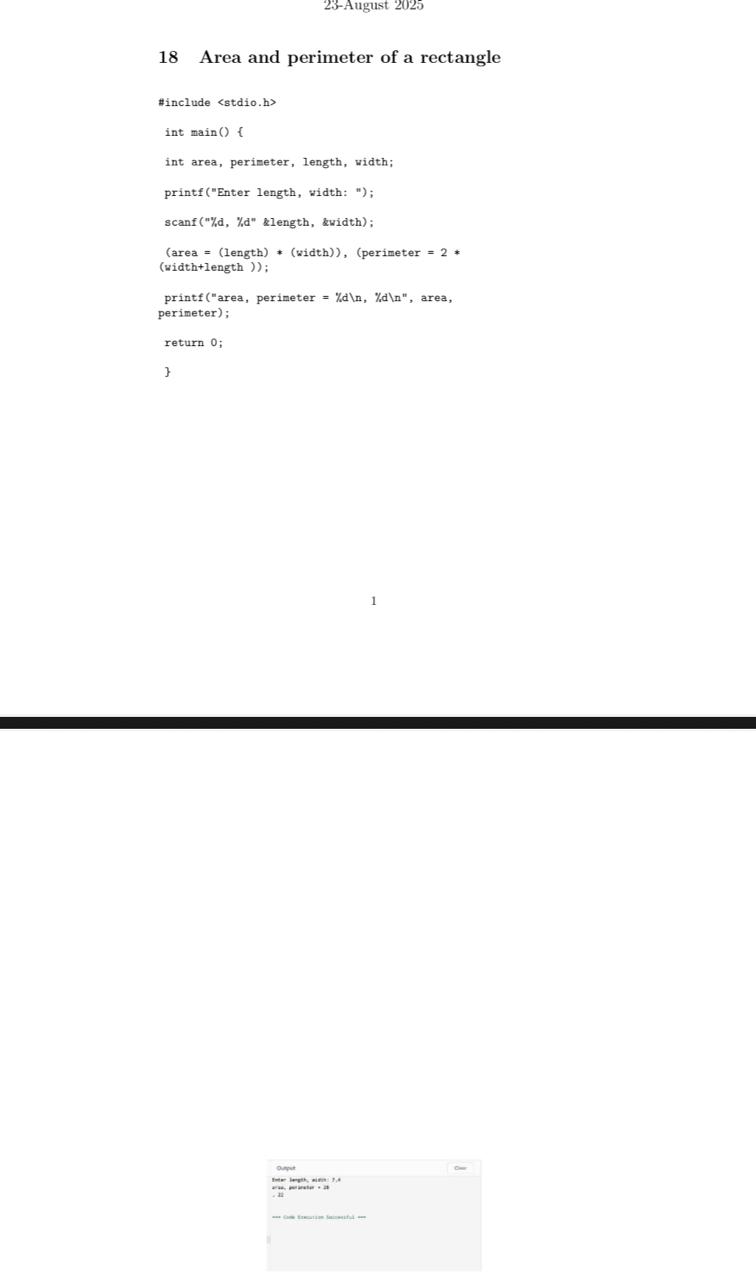 23-August 2025
18 Area and perimeter of a rectangle
#include <stdio.h>
int main() {
int area, perimeter, length, width;
printf("Enter length, width: ");
scanf("%d, %d" &length, &width);
(area = (length) * (width)), (perimeter = 2 *
(width+length ));
printf("area, perimeter = %d\n, %d\n", area,
perimeter);
return 0;
}
1
Output Clear
Enter length, width: 7,4
area, perimeter = 28
, 22
=== Code Execution Successful ===